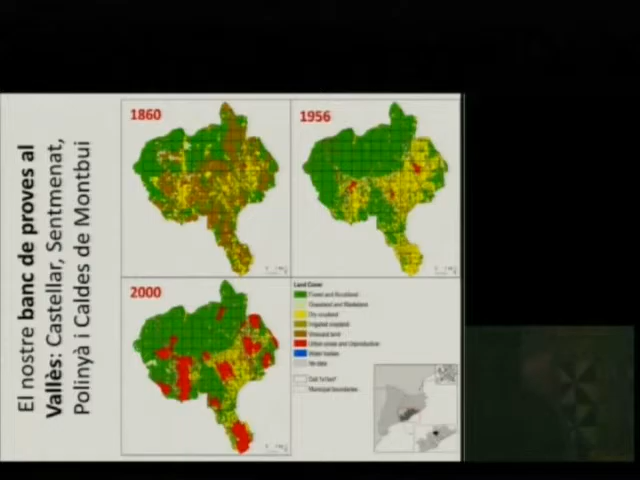 El nostre banc de proves al
Vallès: Castellar, Sentmenat,
Polinyà i Caldes de Montbui
1860
1956
2000
Land Cover
Forest and Scrubland
Grassland and Wasteland
Dry cropland
Irrigated cropland
Vineyard land
Urban areas and Unproductive
Water bodies
No data
Municipal boundaries